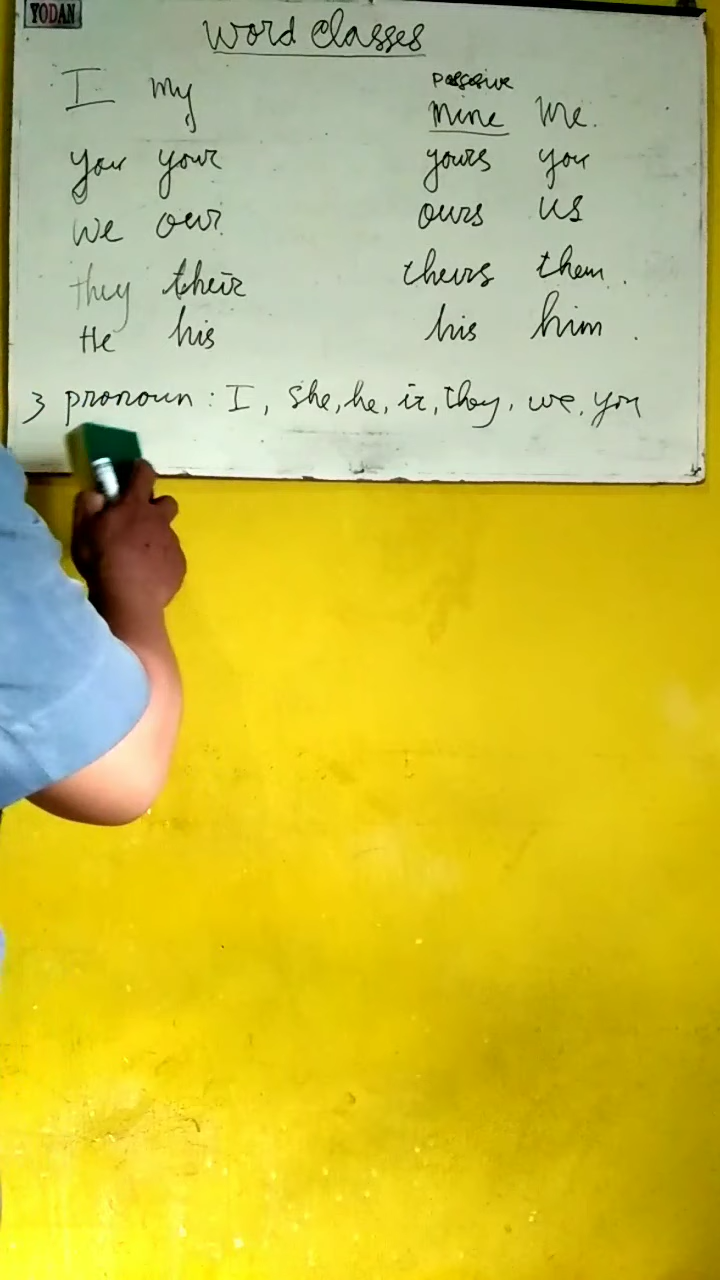 YODAN
Word Classes
possesive
I my mine me.
you your yours you
we our ours us
they their theirs them.
He his his him.
3 pronoun : I, she, he, it, they, we, you